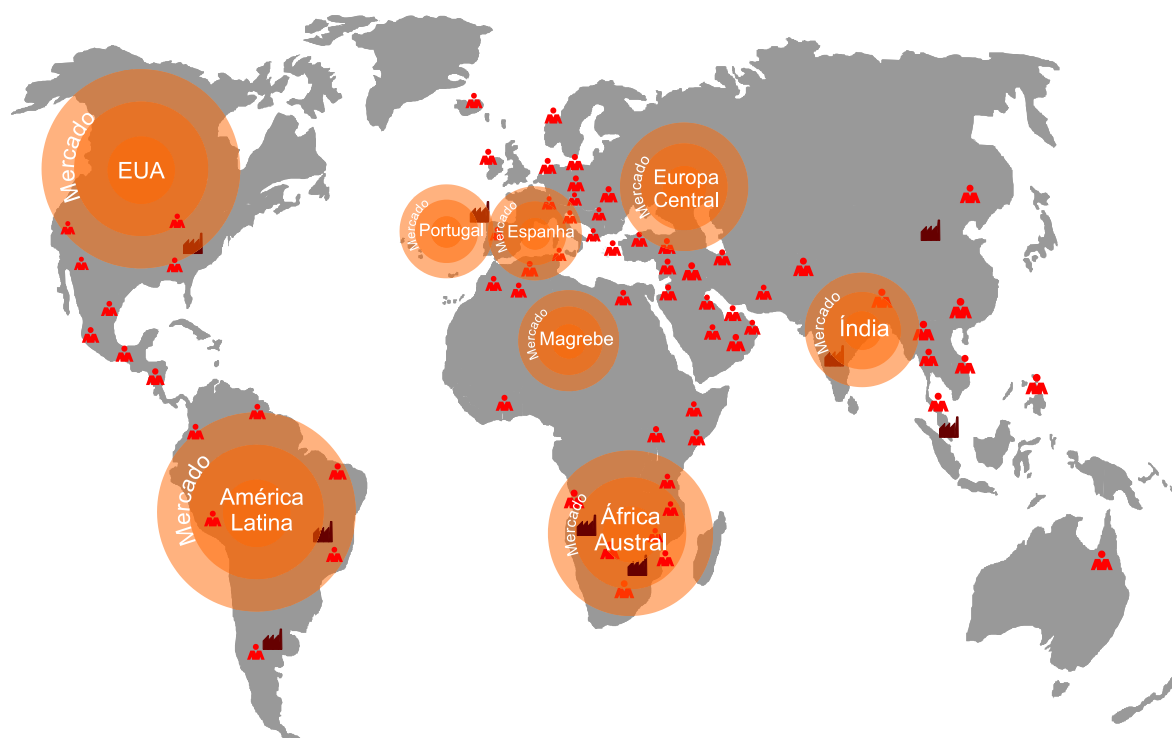 Mercado
EUA
Mercado
Portugal
Mercado
Espanha
Mercado
Europa
Central
Mercado
Magrebe
Mercado
Índia
Mercado
América
Latina
Mercado
África
Austral